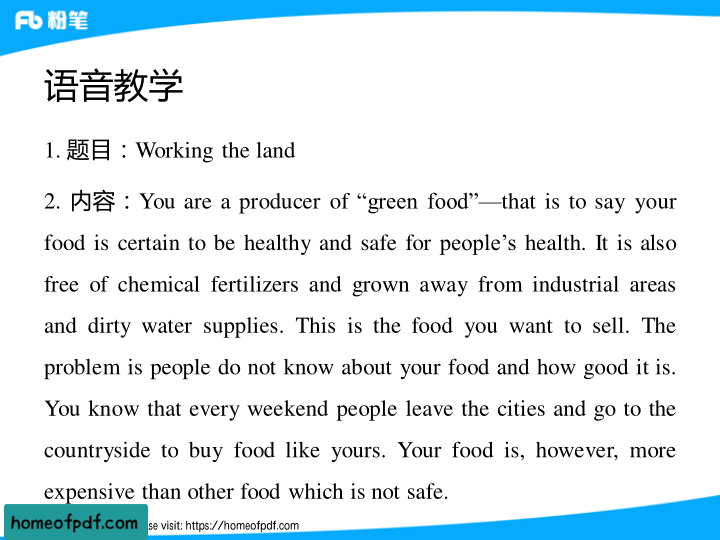 粉笔
语音教学
1. 题目：Working the land
2. 内容：You are a producer of “green food”—that is to say your
food is certain to be healthy and safe for people’s health. It is also
free of chemical fertilizers and grown away from industrial areas
and dirty water supplies. This is the food you want to sell. The
problem is people do not know about your food and how good it is.
You know that every weekend people leave the cities and go to the
countryside to buy food like yours. Your food is, however, more
expensive than other food which is not safe.
homeofpdf.com
se visit: https://homeofpdf.com